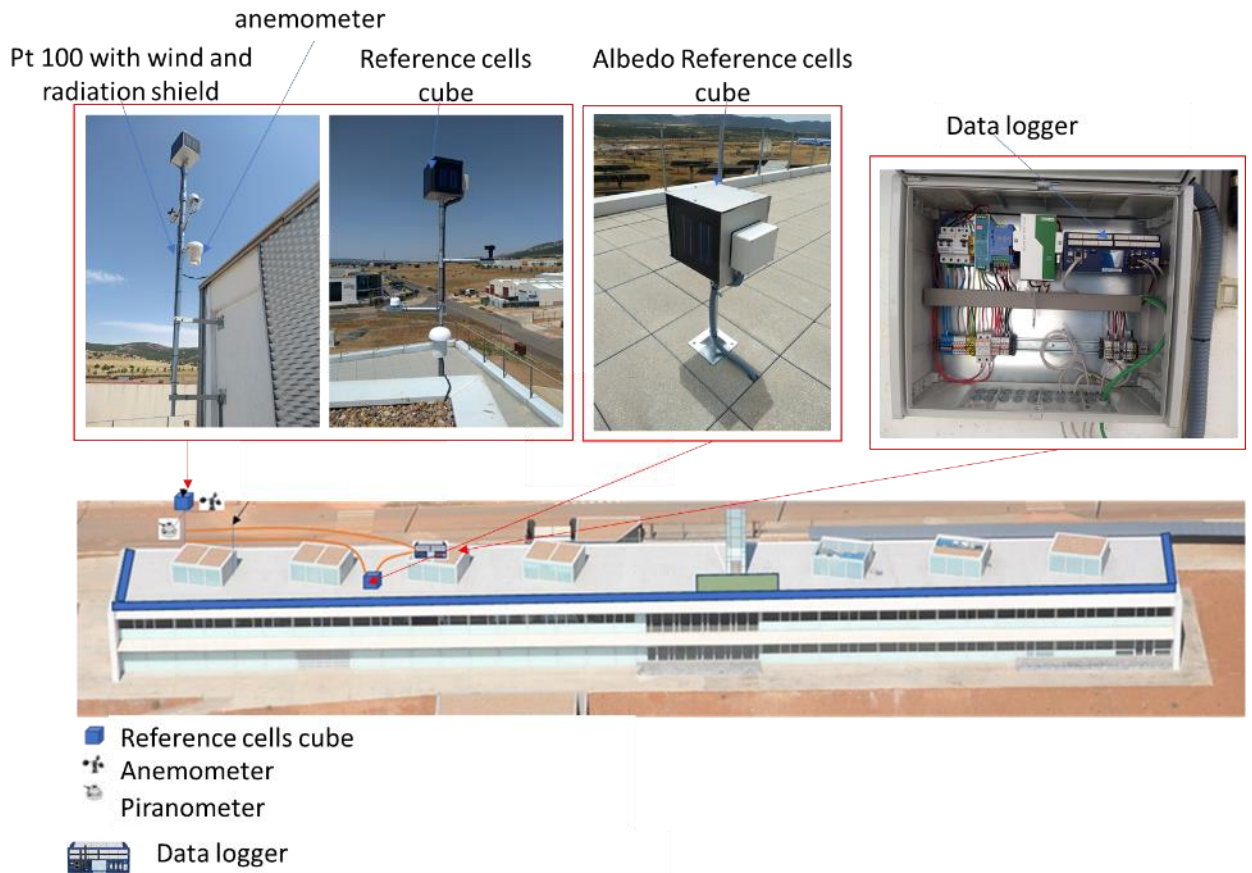 anemometer
Pt 100 with wind and
radiation shield
Reference cells
cube
Albedo Reference cells
cube
Data logger
Reference cells cube
Anemometer
Piranometer
Data logger